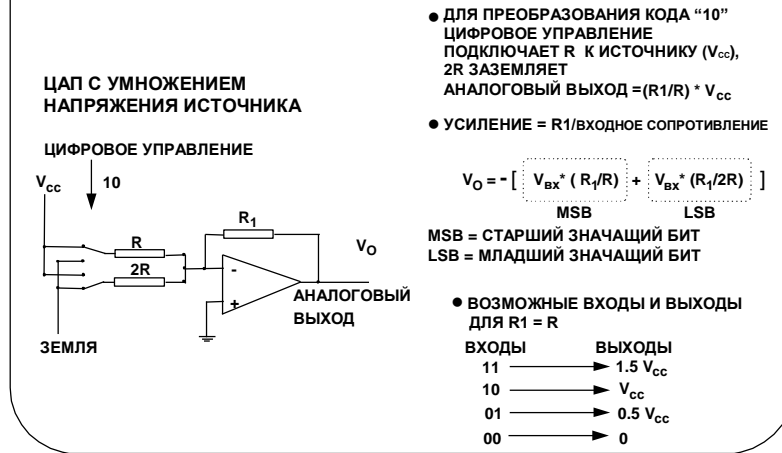 ЦАП С УМНОЖЕНИЕМ
НАПРЯЖЕНИЯ ИСТОЧНИКА
ЦИФРОВОЕ УПРАВЛЕНИЕ
Vcc
10
R
2R
R1
-
+
VO
АНАЛОГОВЫЙ
ВЫХОД
ЗЕМЛЯ
● ДЛЯ ПРЕОБРАЗОВАНИЯ КОДА “10”
ЦИФРОВОЕ УПРАВЛЕНИЕ
ПОДКЛЮЧАЕТ R К ИСТОЧНИКУ (Vcc),
2R ЗАЗЕМЛЯЕТ
АНАЛОГОВЫЙ ВЫХОД =(R1/R) * Vcc
● УСИЛЕНИЕ = R1/ВХОДНОЕ СОПРОТИВЛЕНИЕ
VO = - [ Vвх* ( R1/R) + Vвх* (R1/2R) ]
MSB LSB
MSB = СТАРШИЙ ЗНАЧАЩИЙ БИТ
LSB = МЛАДШИЙ ЗНАЧАЩИЙ БИТ
● ВОЗМОЖНЫЕ ВХОДЫ И ВЫХОДЫ
ДЛЯ R1 = R
ВХОДЫ ВЫХОДЫ
11 1.5 Vcc
10 Vcc
01 0.5 Vcc
00 0